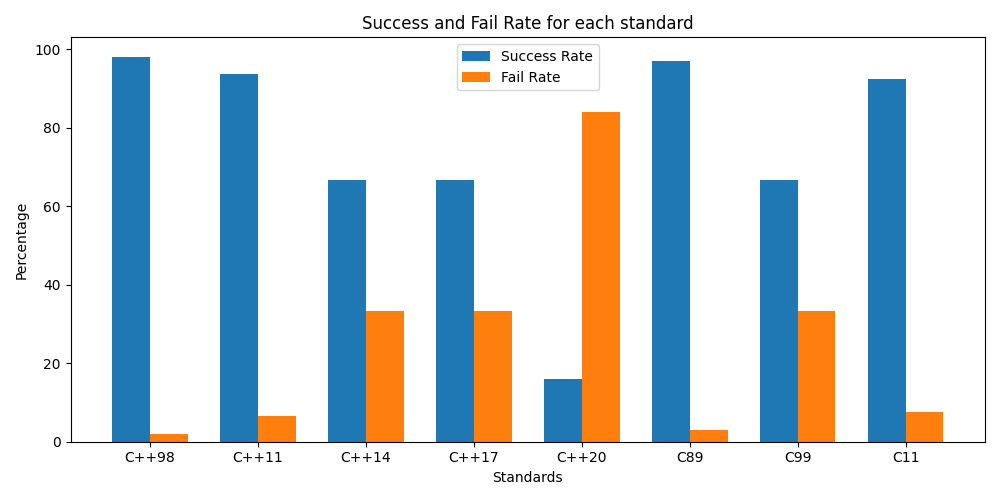 Success and Fail Rate for each standard
Success Rate
Fail Rate
Percentage
100
80
60
40
20
0
C++98 C++11 C++14 C++17 C++20 C89 C99 C11
Standards